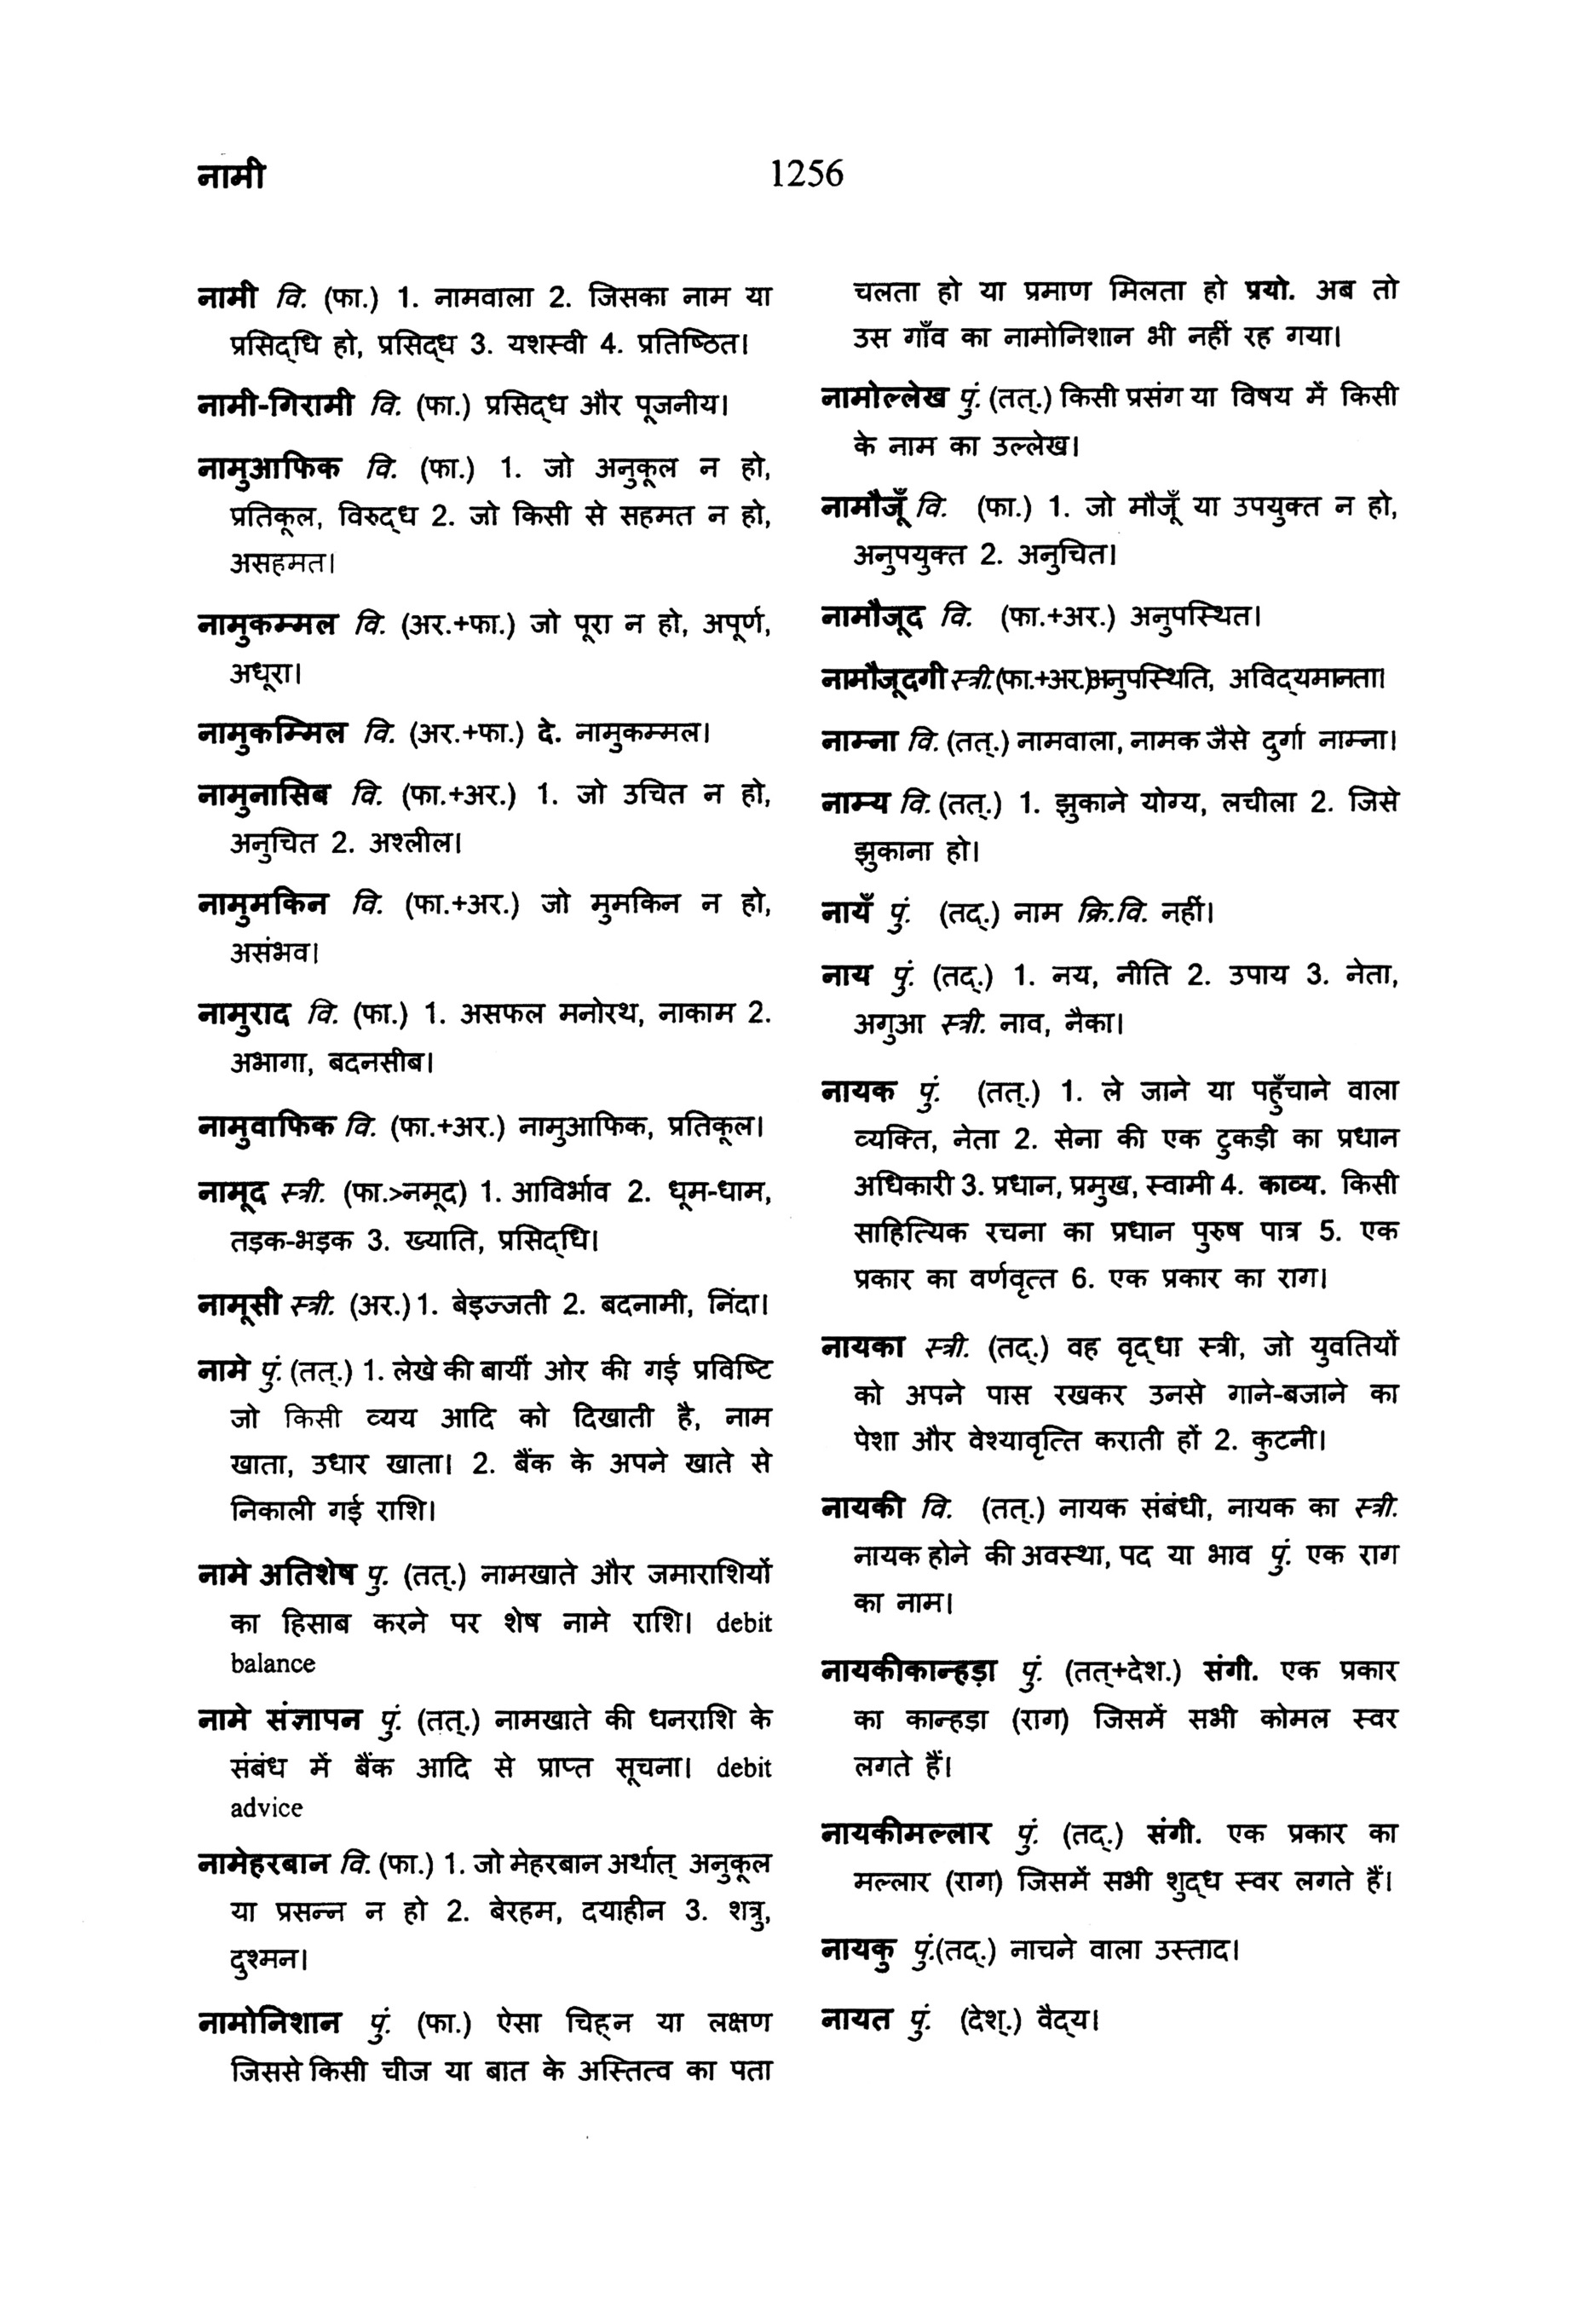 नामी
1256
नामी वि. (फा.) 1. नामवाला 2. जिसका नाम या
प्रसिद्‌धि हो, प्रसिद्‌ध 3. यशस्वी 4. प्रतिष्ठित।
नामी-गिरामी वि. (फा.) प्रसिद्‌ध और पूजनीय।
नामुआफिक वि. (फा.) 1. जो अनुकूल न हो,
प्रतिकूल, विरुद्‌ध 2. जो किसी से सहमत न हो,
असहमत।
नामुकम्मल वि. (अर.+फा.) जो पूरा न हो, अपूर्ण,
अधूरा।
नामुकम्मिल वि. (अर.+फा.) दे. नामुकम्मल।
नामुनासिब वि. (फा.+अर.) 1. जो उचित न हो,
अनुचित 2. अश्लील।
नामुमकिन वि. (फा.+अर.) जो मुमकिन न हो,
असंभव।
नामुराद वि. (फा.) 1. असफल मनोरथ, नाकाम 2.
अभागा, बदनसीब।
नामुवाफिक वि. (फा.+अर.) नामुआफिक, प्रतिकूल।
नामूद स्त्री. (फा.>नमूद) 1. आविर्भाव 2. धूम-धाम,
तड़क-भड़क 3. ख्याति, प्रसिद्‌धि।
नामूसी स्त्री. (अर.) 1. बेइज्जती 2. बदनामी, निंदा।
नामे पुं. (तत्.) 1. लेखे की बायीं ओर की गई प्रविष्टि
जो किसी व्यय आदि को दिखाती है, नाम
खाता, उधार खाता। 2. बैंक के अपने खाते से
निकाली गई राशि।
नामे अतिशेष पु. (तत्.) नामखाते और जमाराशियों
का हिसाब करने पर शेष नामे राशि। debit
balance
नामे संज्ञापन पुं. (तत्.) नामखाते की धनराशि के
संबंध में बैंक आदि से प्राप्त सूचना। debit
advice
नामेहरबान वि. (फा.) 1. जो मेहरबान अर्थात् अनुकूल
या प्रसन्न न हो 2. बेरहम, दयाहीन 3. शत्रु,
दुश्मन।
नामोनिशान पुं. (फा.) ऐसा चिह्‌न या लक्षण
जिससे किसी चीज या बात के अस्तित्व का पता
चलता हो या प्रमाण मिलता हो प्रयो. अब तो
उस गाँव का नामोनिशान भी नहीं रह गया।
नामोल्लेख पुं. (तत्.) किसी प्रसंग या विषय में किसी
के नाम का उल्लेख।
नामौजूँ वि. (फा.) 1. जो मौजूँ या उपयुक्त न हो,
अनुपयुक्त 2. अनुचित।
नामौजूद वि. (फा.+अर.) अनुपस्थित।
नामौजूदगी स्त्री.(फा.+अर.)अनुपस्थिति, अविद्‌यमानता।
नाम्ना वि. (तत्.) नामवाला, नामक जैसे दुर्गा नाम्ना।
नाम्य वि. (तत्.) 1. झुकाने योग्य, लचीला 2. जिसे
झुकाना हो।
नायँ पुं. (तद्.) नाम क्रि.वि. नहीं।
नाय पुं. (तद्.) 1. नय, नीति 2. उपाय 3. नेता,
अगुआ स्त्री. नाव, नैका।
नायक पुं. (तत्.) 1. ले जाने या पहुँचाने वाला
व्यक्ति, नेता 2. सेना की एक टुकड़ी का प्रधान
अधिकारी 3. प्रधान, प्रमुख, स्वामी 4. काव्य. किसी
साहित्यिक रचना का प्रधान पुरुष पात्र 5. एक
प्रकार का वर्णवृत्त 6. एक प्रकार का राग।
नायका स्त्री. (तद्.) वह वृद्‌धा स्त्री, जो युवतियों
को अपने पास रखकर उनसे गाने-बजाने का
पेशा और वेश्यावृत्ति कराती हों 2. कुटनी।
नायकी वि. (तत्.) नायक संबंधी, नायक का स्त्री.
नायक होने की अवस्था, पद या भाव पुं. एक राग
का नाम।
नायकीकान्हड़ा पुं. (तत्+देश.) संगी. एक प्रकार
का कान्हड़ा (राग) जिसमें सभी कोमल स्वर
लगते हैं।
नायकीमल्लार पुं. (तद्.) संगी. एक प्रकार का
मल्लार (राग) जिसमें सभी शुद्‌ध स्वर लगते हैं।
नायकु पुं.(तद्.) नाचने वाला उस्ताद।
नायत पुं. (देश्.) वैद्‌य।